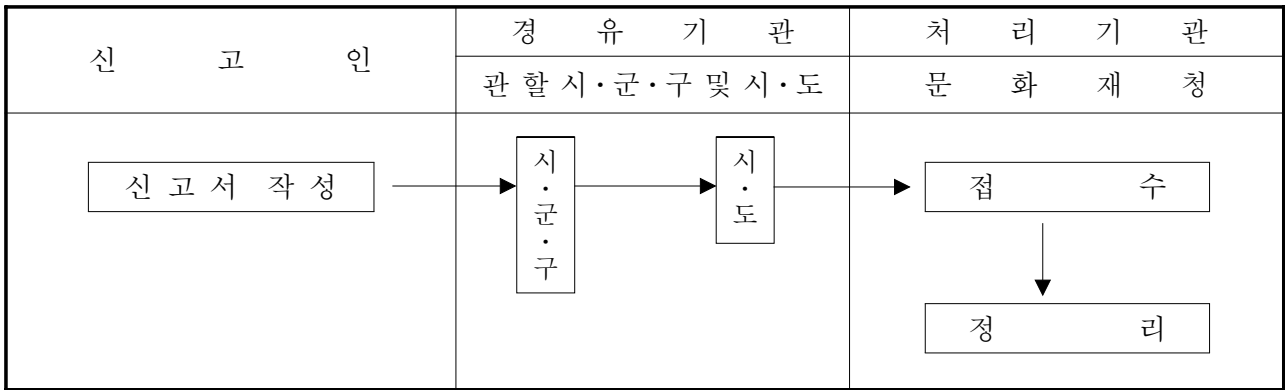 신 고 인
경 유 기 관
처 리 기 관
관 할 시·군·구 및 시·도
문 화 재 청
신 고 서 작 성
시·군·구
시·도
접 수
정 리